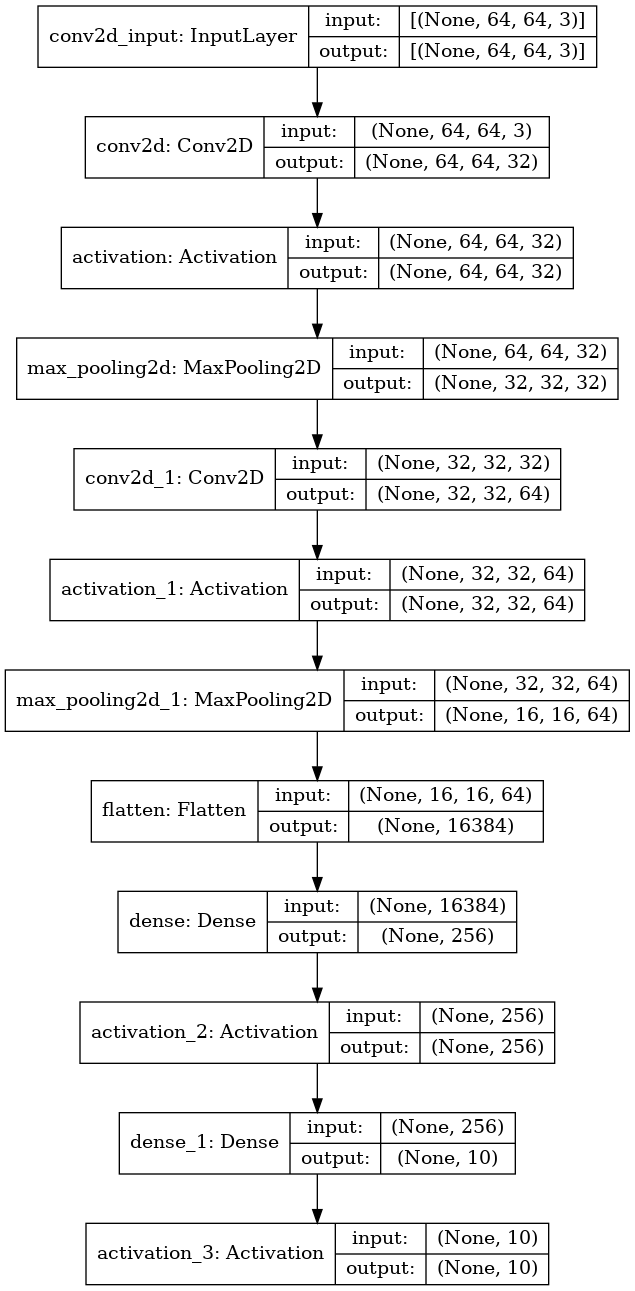 conv2d_input: InputLayer
input: [(None, 64, 64, 3)]
output: [(None, 64, 64, 3)]
conv2d: Conv2D
input: (None, 64, 64, 3)
output: (None, 64, 64, 32)
activation: Activation
input: (None, 64, 64, 32)
output: (None, 64, 64, 32)
max_pooling2d: MaxPooling2D
input: (None, 64, 64, 32)
output: (None, 32, 32, 32)
conv2d_1: Conv2D
input: (None, 32, 32, 32)
output: (None, 32, 32, 64)
activation_1: Activation
input: (None, 32, 32, 64)
output: (None, 32, 32, 64)
max_pooling2d_1: MaxPooling2D
input: (None, 32, 32, 64)
output: (None, 16, 16, 64)
flatten: Flatten
input: (None, 16, 16, 64)
output: (None, 16384)
dense: Dense
input: (None, 16384)
output: (None, 256)
activation_2: Activation
input: (None, 256)
output: (None, 256)
dense_1: Dense
input: (None, 256)
output: (None, 10)
activation_3: Activation
input: (None, 10)
output: (None, 10)